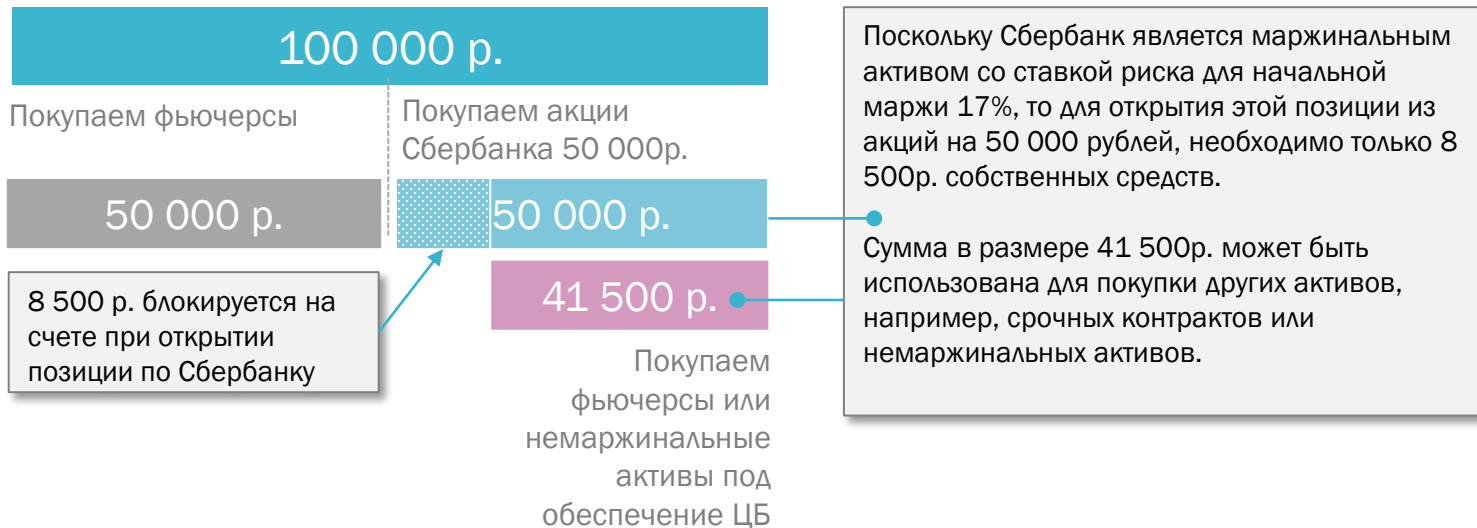 100 000 р.
Покупаем фьючерсы
Покупаем акции
Сбербанка 50 000р.
50 000 р.
50 000 р.
8 500 р. блокируется на
счете при открытии
позиции по Сбербанку
41 500 р.
Покупаем
фьючерсы или
немаржинальные
активы под
обеспечение ЦБ
Поскольку Сбербанк является маржинальным
активом со ставкой риска для начальной
маржи 17%, то для открытия этой позиции из
акций на 50 000 рублей, необходимо только 8
500р. собственных средств.
Сумма в размере 41 500р. может быть
использована для покупки других активов,
например, срочных контрактов или
немаржинальных активов.